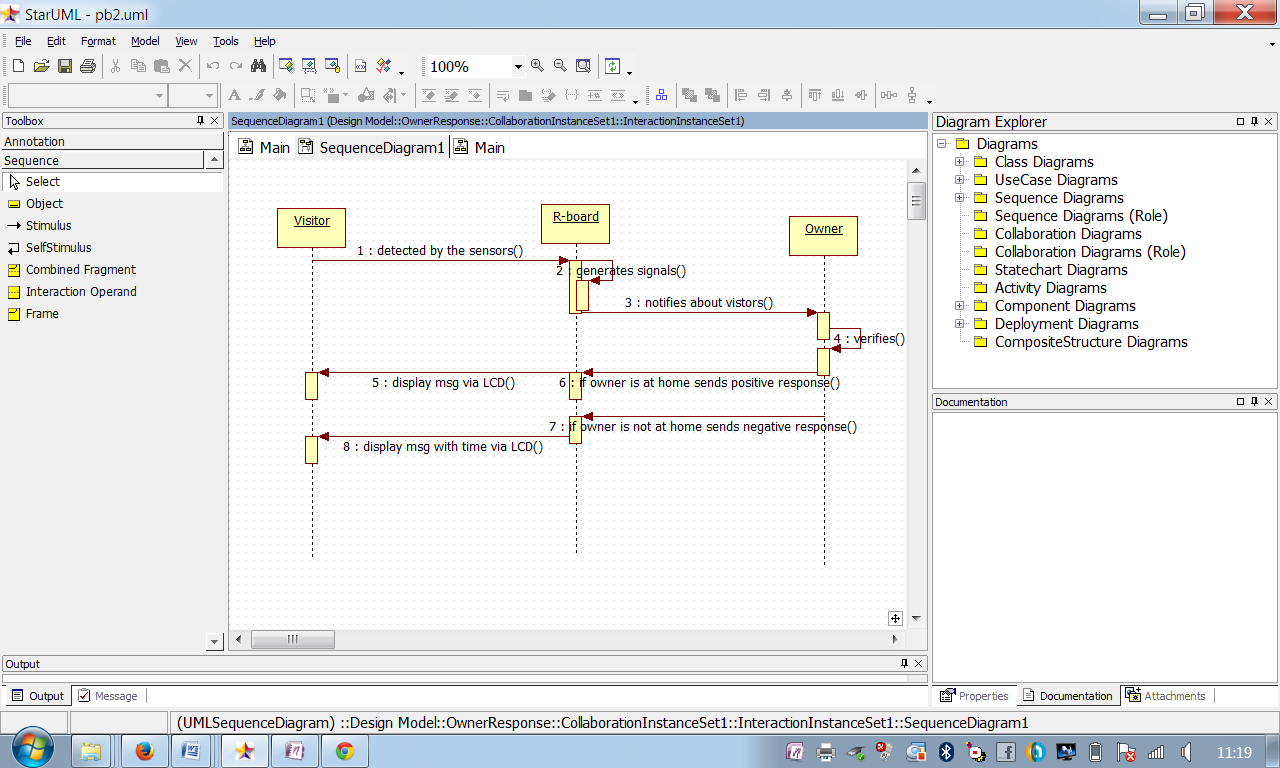 StarUML - pb2.uml
File Edit Format Model View Tools Help
100%
Toolbox
Annotation
Sequence
Select
Object
Stimulus
SelfStimulus
Combined Fragment
Interaction Operand
Frame
SequenceDiagram1 (Design Model::OwnerResponse::CollaborationInstanceSet1::InteractionInstanceSet1)
Main SequenceDiagram1 Main
Visitor
R-board
Owner
1 : detected by the sensors()
2 : generates signals()
3 : notifies about vistors()
4 : verifies()
5 : display msg via LCD()
6 : if owner is at home sends positive response()
7 : if owner is not at home sends negative response()
8 : display msg with time via LCD()
Diagram Explorer
Diagrams
Class Diagrams
UseCase Diagrams
Sequence Diagrams
Sequence Diagrams (Role)
Collaboration Diagrams
Collaboration Diagrams (Role)
Statechart Diagrams
Activity Diagrams
Component Diagrams
Deployment Diagrams
CompositeStructure Diagrams
Documentation
Output
Output Message
Properties Documentation Attachments
(UMLSequenceDiagram) ::Design Model::OwnerResponse::CollaborationInstanceSet1::InteractionInstanceSet1::SequenceDiagram1
11:19